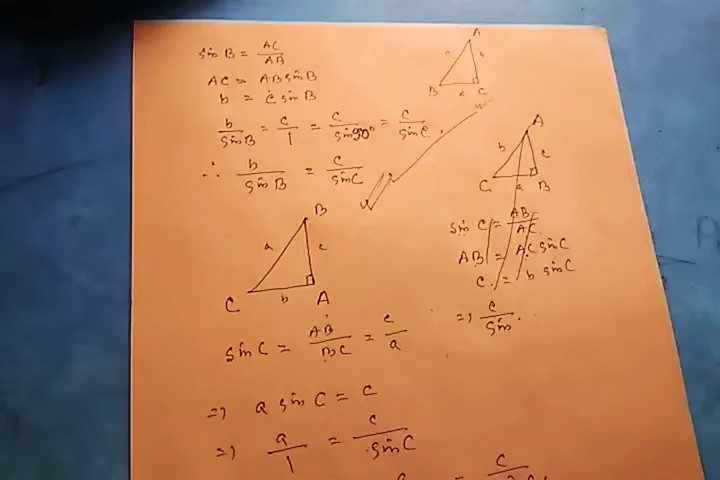 sin B = AC/AB
AC = AB sin B
b = c sin B
b/sin B = c/1 = c/sin 90° = c/sin C.
∴ b/sin B = c/sin C
A
c b
B a C
A
b c
C a B
sin C = AB/AC
AB = AC sin C
c = b sin C
=> c/sin.
B
a c
C b A
sin C = AB/BC = c/a
=> a sin C = c
=> a/1 = c/sin C
= c